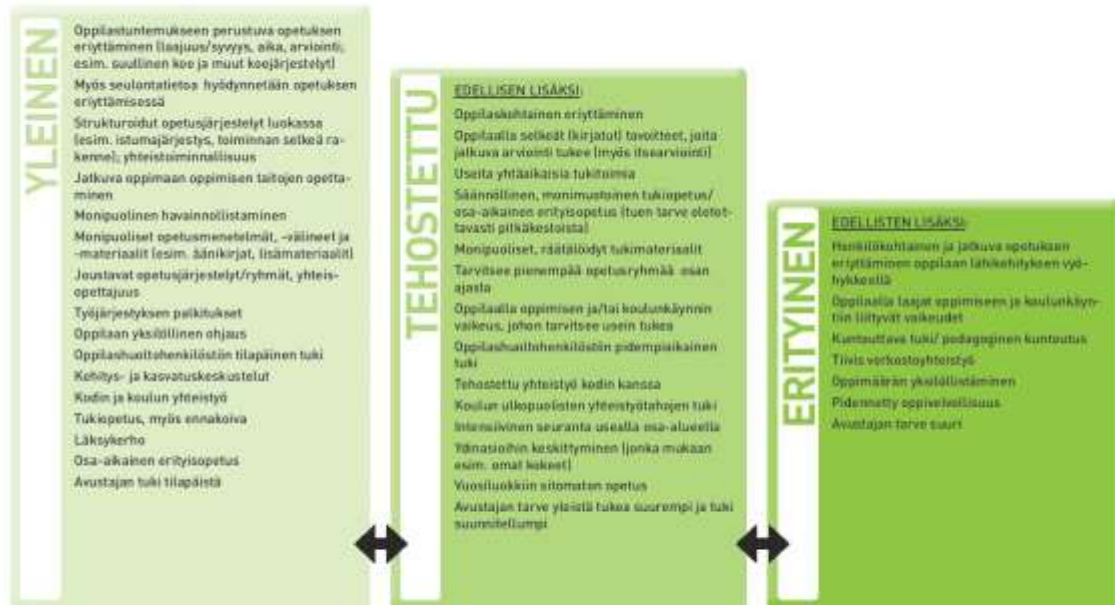 YLEINEN
Oppilastuntemukseen perustuva opetuksen
eriyttäminen (laajuus/syvyys, aika, arviointi;
esim. suullinen koe ja muut koejärjestelyt)
Myös seulontatietoa hyödynnetään opetuksen
eriyttämisessä
Strukturoidut opetusjärjestelyt luokassa
(esim. istumajärjestys, toiminnan selkeä ra-
kenne); yhteistoiminnallisuus
Jatkuva oppimaan oppimisen taitojen opetta-
minen
Monipuolinen havainnollistaminen
Monipuoliset opetusmenetelmät, -välineet ja
-materiaalit (esim. äänikirjat, lisämateriaalit)
Joustavat opetusjärjestelyt/ryhmät, yhteis-
opettajuus
Työjärjestyksen palkitukset
Oppilaan yksilöllinen ohjaus
Oppilashuoltohenkilöstön tilapäinen tuki
Kehitys- ja kasvatuskeskustelut
Kodin ja koulun yhteistyö
Tukiopetus, myös ennakoiva
Läksykerho
Osa-aikainen erityisopetus
Avustajan tuki tilapäistä
TEHOSTETTU
EDELLISEN LISÄKSI:
Oppilaskohtainen eriyttäminen
Oppilaalla selkeät (kirjatut) tavoitteet, joita
jatkuva arviointi tukee (myös itsearviointi)
Useita yhtäaikaisia tukitoimia
Säännöllinen, monimuotoinen tukiopetus/
osa-aikainen erityisopetus (tuen tarve oletet-
tavasti pitkäkestoista)
Monipuoliset, räätälöidyt tukimateriaalit
Tarvitsee pienempää opetusryhmää osan
ajasta
Oppilaalla oppimisen ja/tai koulunkäynnin
vaikeus, johon tarvitsee usein tukea
Oppilashuoltohenkilöstön pidempiaikainen
tuki
Tehostettu yhteistyö kodin kanssa
Koulun ulkopuolisten yhteistyötahojen tuki
Intensiivinen seuranta usealla osa-alueella
Ydinasioihin keskittyminen (jonka mukaan
esim. omat kokeet)
Vuosiluokkiin sitomaton opetus
Avustajan tarve yleistä tukea suurempi ja tuki
suunnitellumpi
ERITYINEN
EDELLISTEN LISÄKSI:
Henkilökohtainen ja jatkuva opetuksen
eriyttäminen oppilaan lähikehityksen vyö-
hykkeellä
Oppilaalla laajat oppimiseen ja koulunkäyn-
tiin liittyvät vaikeudet
Kuntouttava tuki/ pedagoginen kuntoutus
Tiivis verkostoyhteistyö
Oppimäärän yksilöllistäminen
Pidennetty oppivelvollisuus
Avustajan tarve suuri